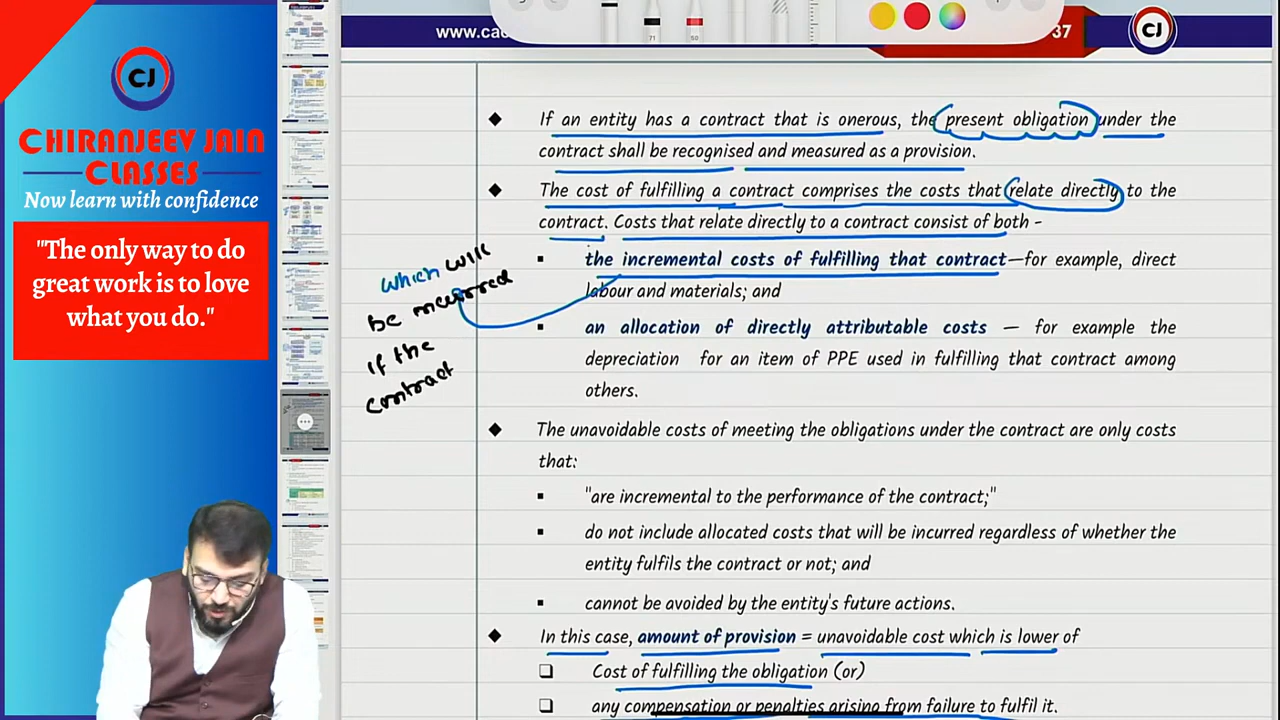 www.ca
37
CJ
CJ
CHIRANJEEV JAIN
CLASSES
Now learn with confidence
"The only way to do
great work is to love
what you do."
If an entity has a contract that is onerous, the present obligation under the
contract shall be recognised and measured as a provision.
The cost of fulfilling a contract comprises the costs that relate directly to the
contract. Costs that relate directly to a contract consist of both -
the incremental costs of fulfilling that contract - for example, direct
labour and materials; and
an allocation of other directly attributable costs - for example the
depreciation for an item of PPE used in fulfilling that contract among
others.
The unavoidable costs of meeting the obligations under the contract are only costs
that:
are incremental to the performance of the contract.
do not include allocated or shared costs that will be incurred regardless of whether the
entity fulfils the contract or not; and
cannot be avoided by the entity's future actions.
In this case, amount of provision = unavoidable cost which is lower of
Cost of fulfilling the obligation (or)
any compensation or penalties arising from failure to fulfil it.
the
contract